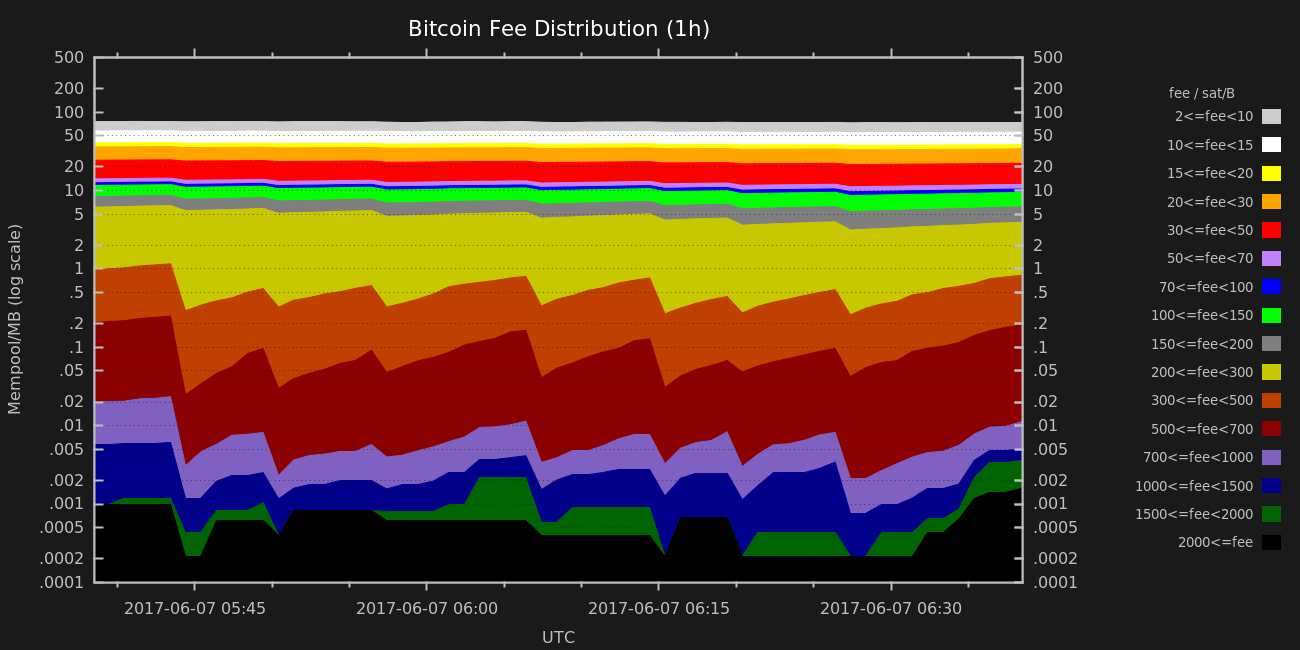 Bitcoin Fee Distribution (1h)
Mempool/MB (log scale)
500
200
100
50
20
10
5
2
1
.5
.2
.1
.05
.02
.01
.005
.002
.001
.0005
.0002
.0001
500
200
100
50
20
10
5
2
1
.5
.2
.1
.05
.02
.01
.005
.002
.001
.0005
.0002
.0001
fee / sat/B
2<=fee<10
10<=fee<15
15<=fee<20
20<=fee<30
30<=fee<50
50<=fee<70
70<=fee<100
100<=fee<150
150<=fee<200
200<=fee<300
300<=fee<500
500<=fee<700
700<=fee<1000
1000<=fee<1500
1500<=fee<2000
2000<=fee
2017-06-07 05:45 2017-06-07 06:00 2017-06-07 06:15 2017-06-07 06:30
UTC